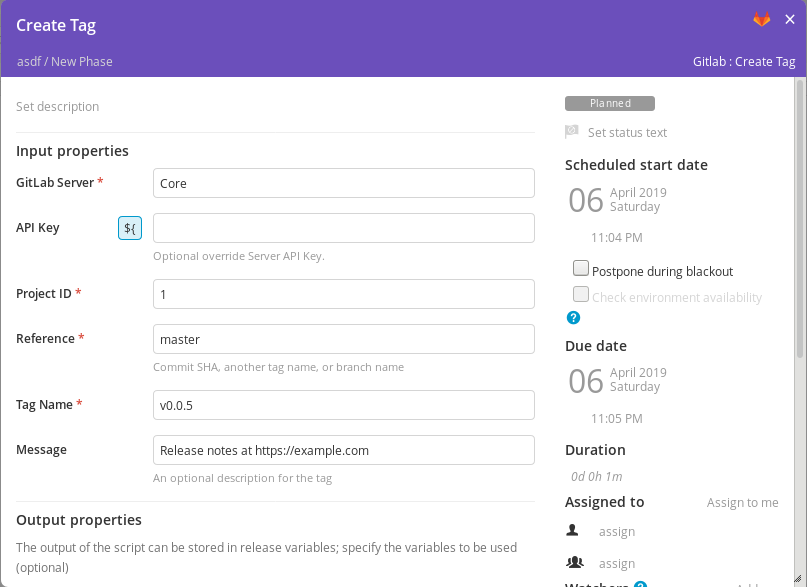 Create Tag
asdf / New Phase
Gitlab : Create Tag
Set description
Input properties
GitLab Server *
Core
API Key
${
Optional override Server API Key.
Project ID *
1
Reference *
master
Commit SHA, another tag name, or branch name
Tag Name *
v0.0.5
Message
Release notes at https://example.com
An optional description for the tag
Output properties
The output of the script can be stored in release variables; specify the variables to be used
(optional)
Planned
Set status text
Scheduled start date
06
April 2019
Saturday
11:04 PM
Postpone during blackout
Check environment availability
?
Due date
06
April 2019
Saturday
11:05 PM
Duration
0d 0h 1m
Assigned to
Assign to me
assign
assign
Watchers